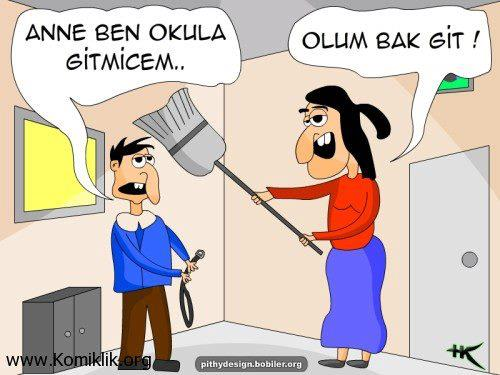 ANNE BEN OKULA
GİTMİCEM..
OLUM BAK GİT !
www.Komiklik.org
pithydesign.bobiler.org
HK